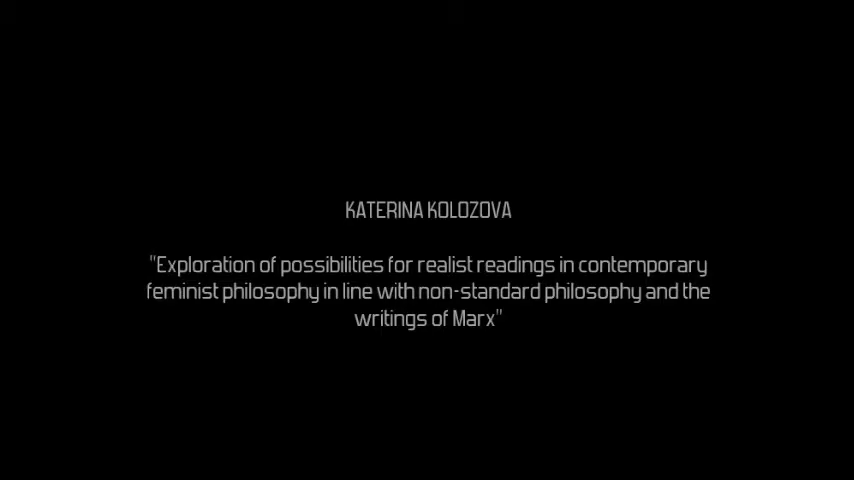 KATERINA KOLOZOVA
"Exploration of possibilities for realist readings in contemporary
feminist philosophy in line with non-standard philosophy and the
writings of Marx"